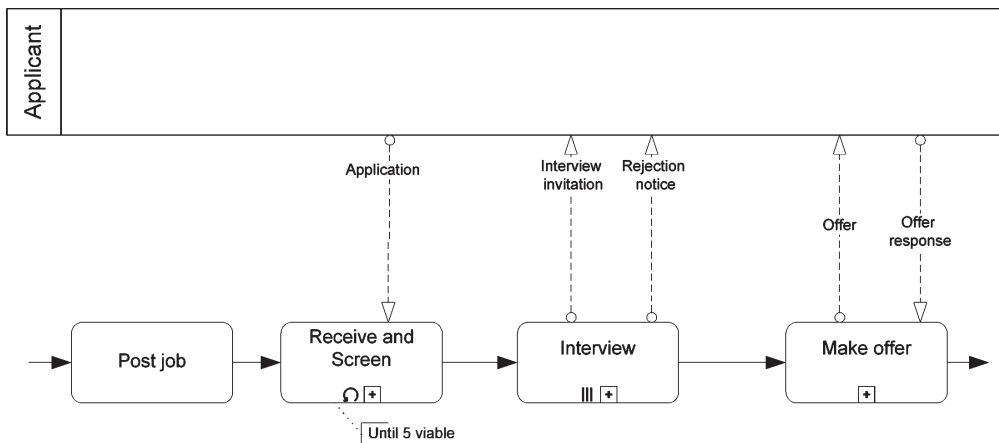 Applicant
Application
Interview
invitation
Rejection
notice
Offer
Offer
response
Post job
Receive and
Screen
Interview
Make offer
Until 5 viable